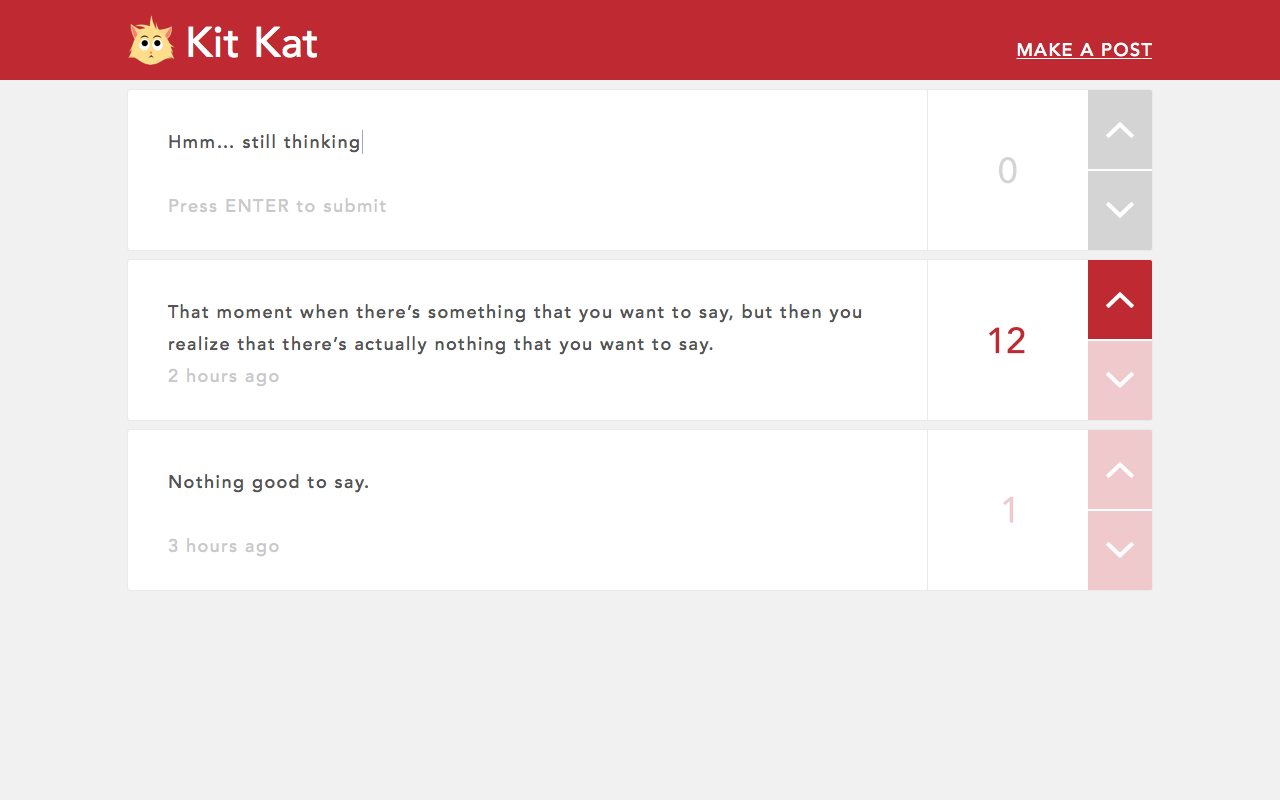 Kit Kat
MAKE A POST
Hmm… still thinking
Press ENTER to submit
0
That moment when there’s something that you want to say, but then you
realize that there’s actually nothing that you want to say.
2 hours ago
12
Nothing good to say.
3 hours ago
1